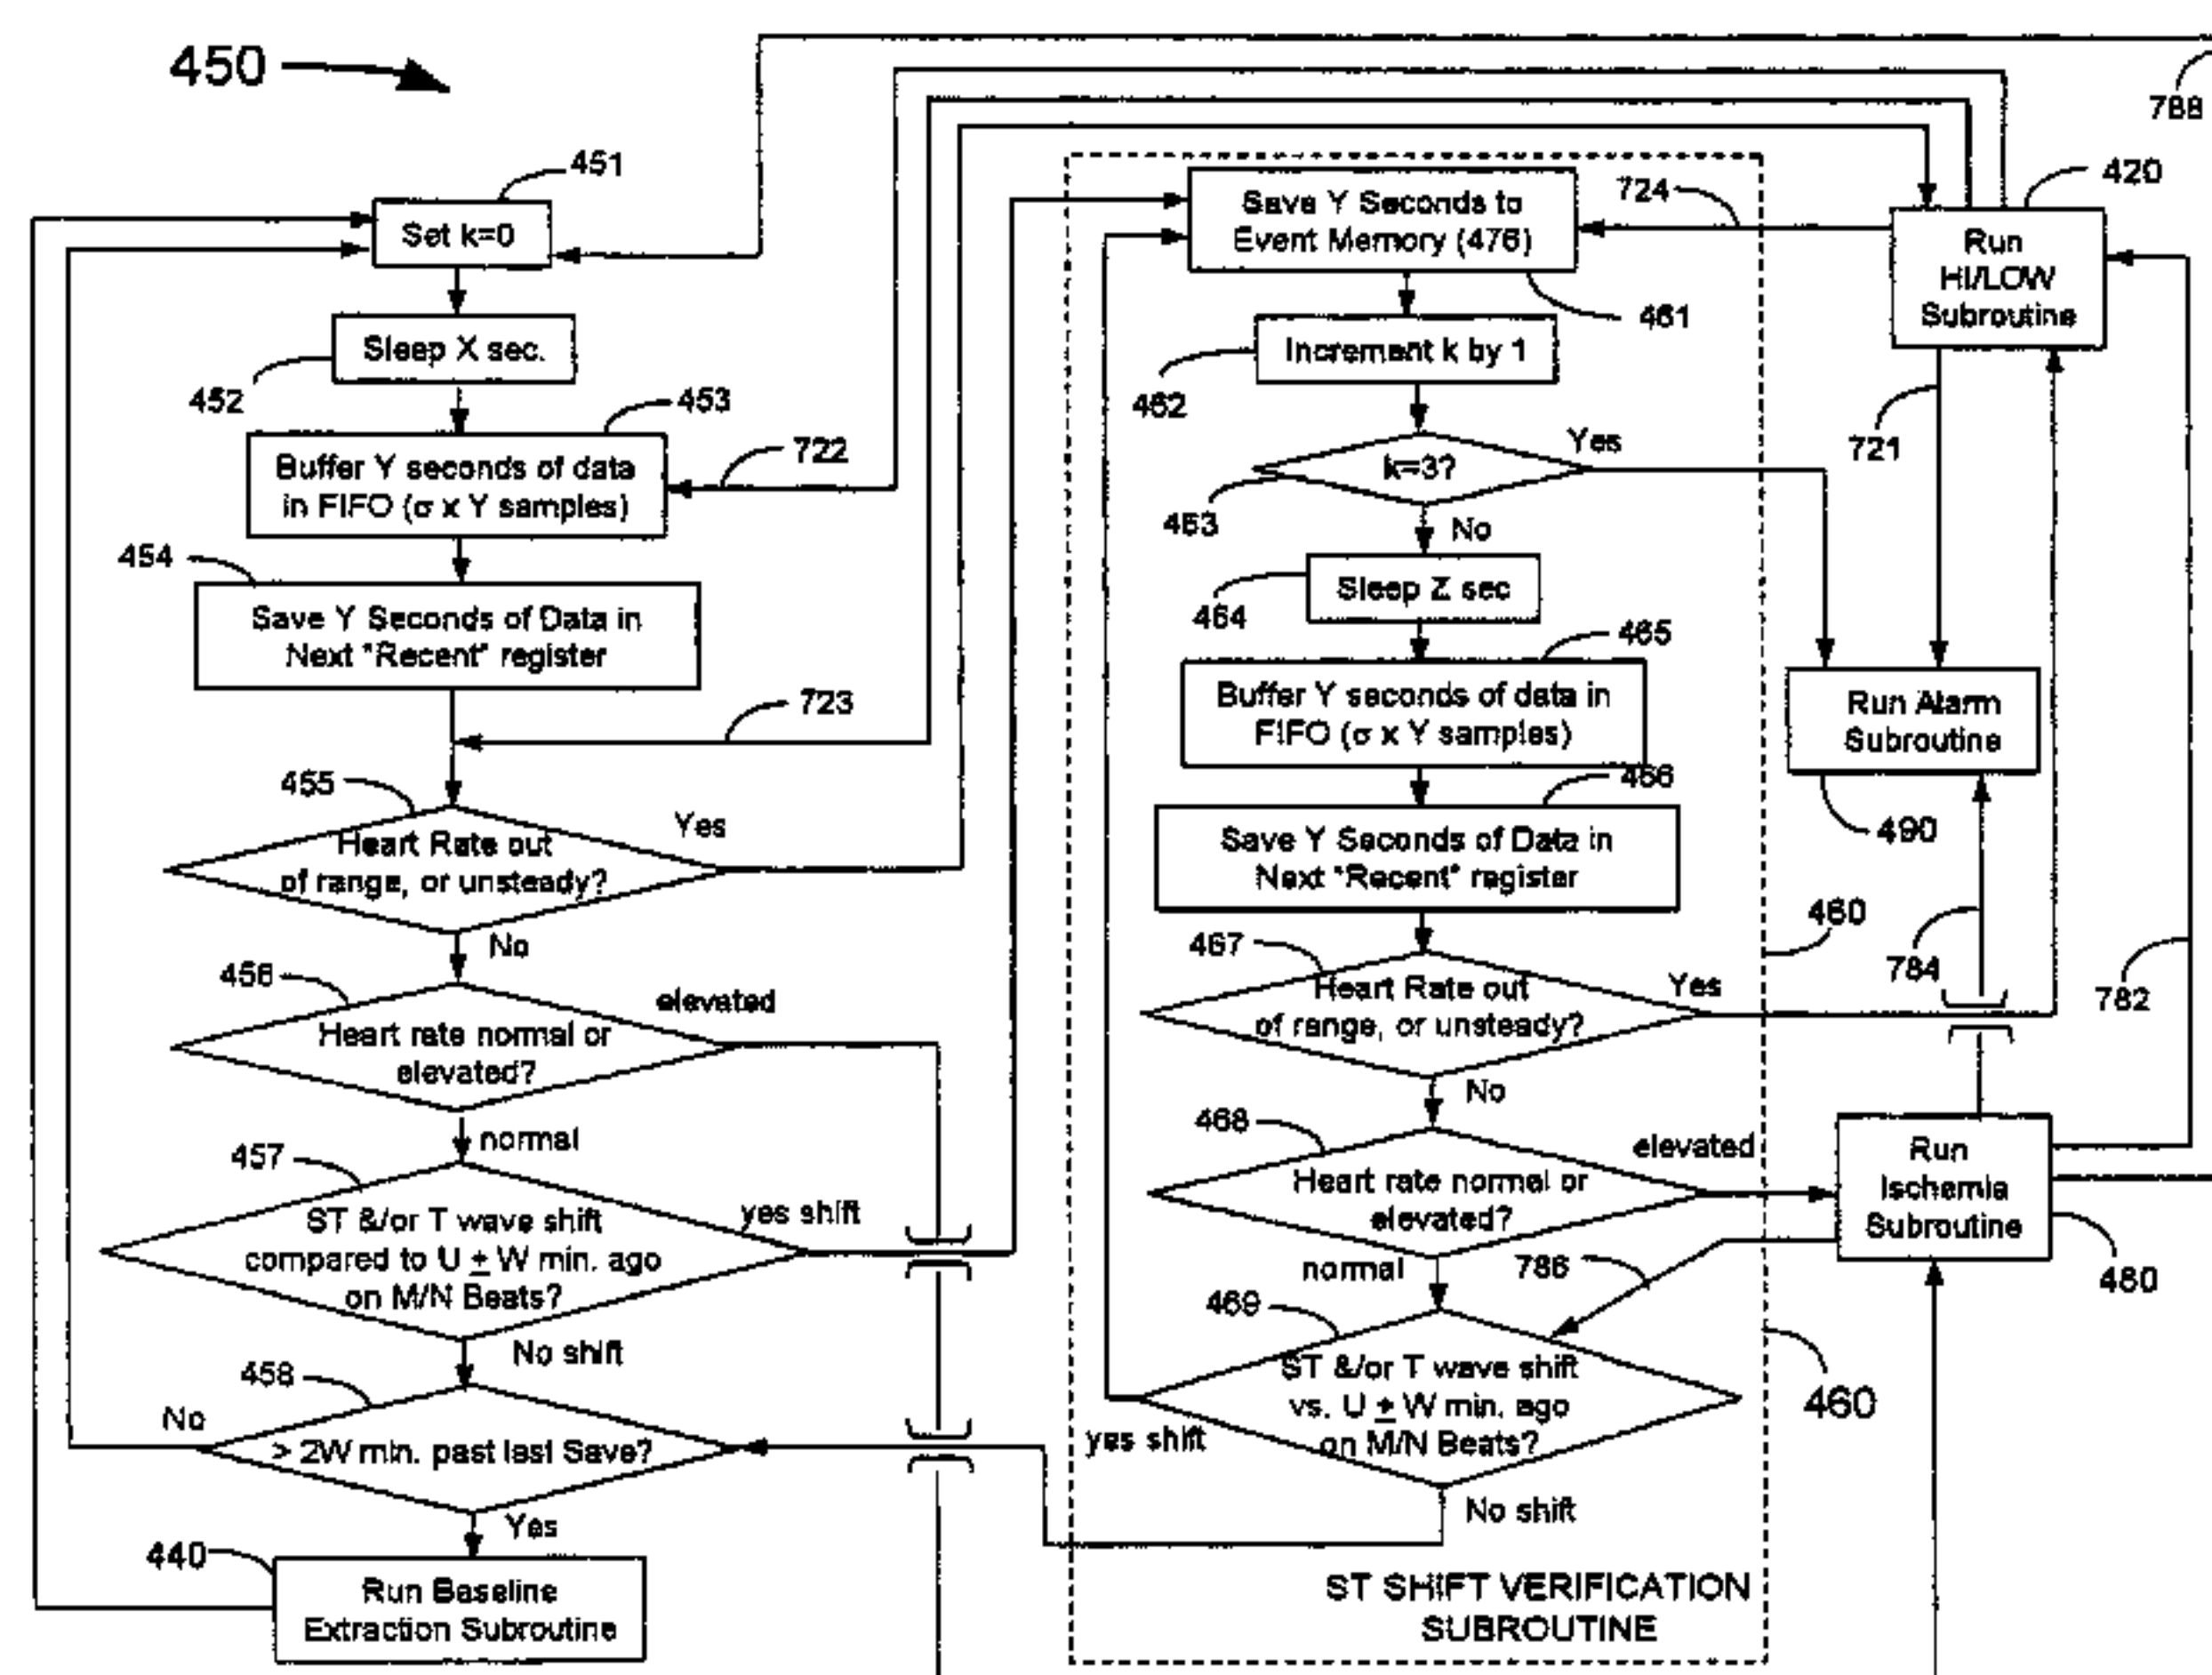 450
451
Set k=0
Sleep X sec.
452
453
Buffer Y seconds of data
in FIFO (σ x Y samples)
722
454
Save Y Seconds of Data in
Next "Recent" register
723
455
Heart Rate out
of range, or unsteady?
Yes
No
456
Heart rate normal or
elevated?
elevated
normal
457
ST &/or T wave shift
compared to U ± W min. ago
on M/N Beats?
yes shift
No shift
458
> 2W min. past last Save?
No
Yes
440
Run Baseline
Extraction Subroutine
Save Y Seconds to
Event Memory (476)
461
Increment k by 1
462
k=3?
463
Yes
No
Sleep Z sec
464
465
Buffer Y seconds of data in
FIFO (σ x Y samples)
466
Save Y Seconds of Data in
Next "Recent" register
467
Heart Rate out
of range, or unsteady?
Yes
No
468
Heart rate normal or
elevated?
elevated
normal
786
469
ST &/or T wave shift
vs. U ± W min. ago
on M/N Beats?
yes shift
No shift
ST SHIFT VERIFICATION
SUBROUTINE
788
724
420
Run
HI/LOW
Subroutine
721
Run Alarm
Subroutine
490
460
784
782
Run
Ischemia
Subroutine
480
460